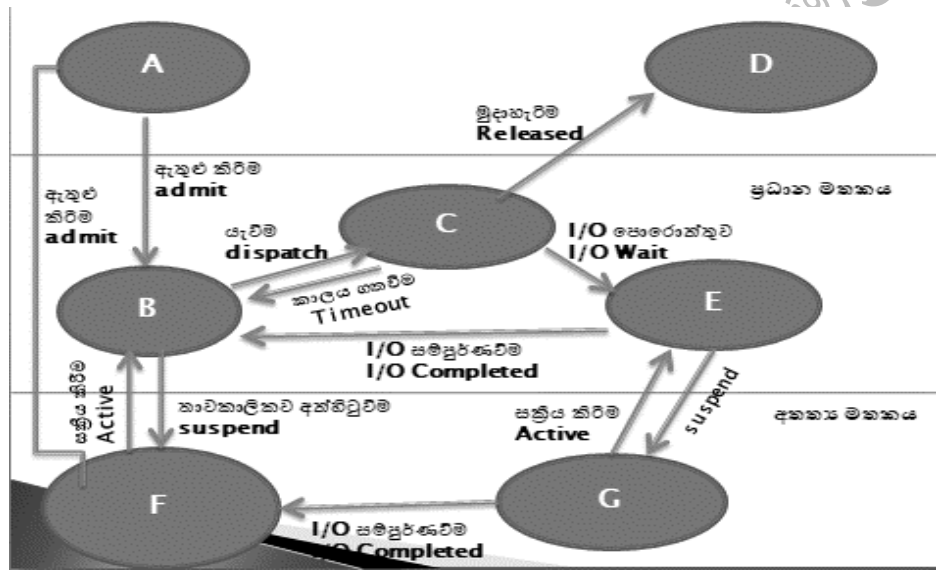 A
D
මුදාහැරීම
Released
ඇතුළු කිරීම
admit
ඇතුළු
කිරීම
admit
ප්‍රධාන මතකය
C
යැවීම
dispatch
I/O පොරොත්තුව
I/O Wait
කාලය ගතවීම
Timeout
B
E
I/O සම්පුර්ණවීම
I/O Completed
සක්‍රීය කිරීම
Active
තාවකාලිකව අත්හිටුවීම
suspend
සක්‍රීය කිරීම
Active
suspend
අතත්‍ය මතකය
F
G
I/O සම්පුර්ණවීම
I/O Completed